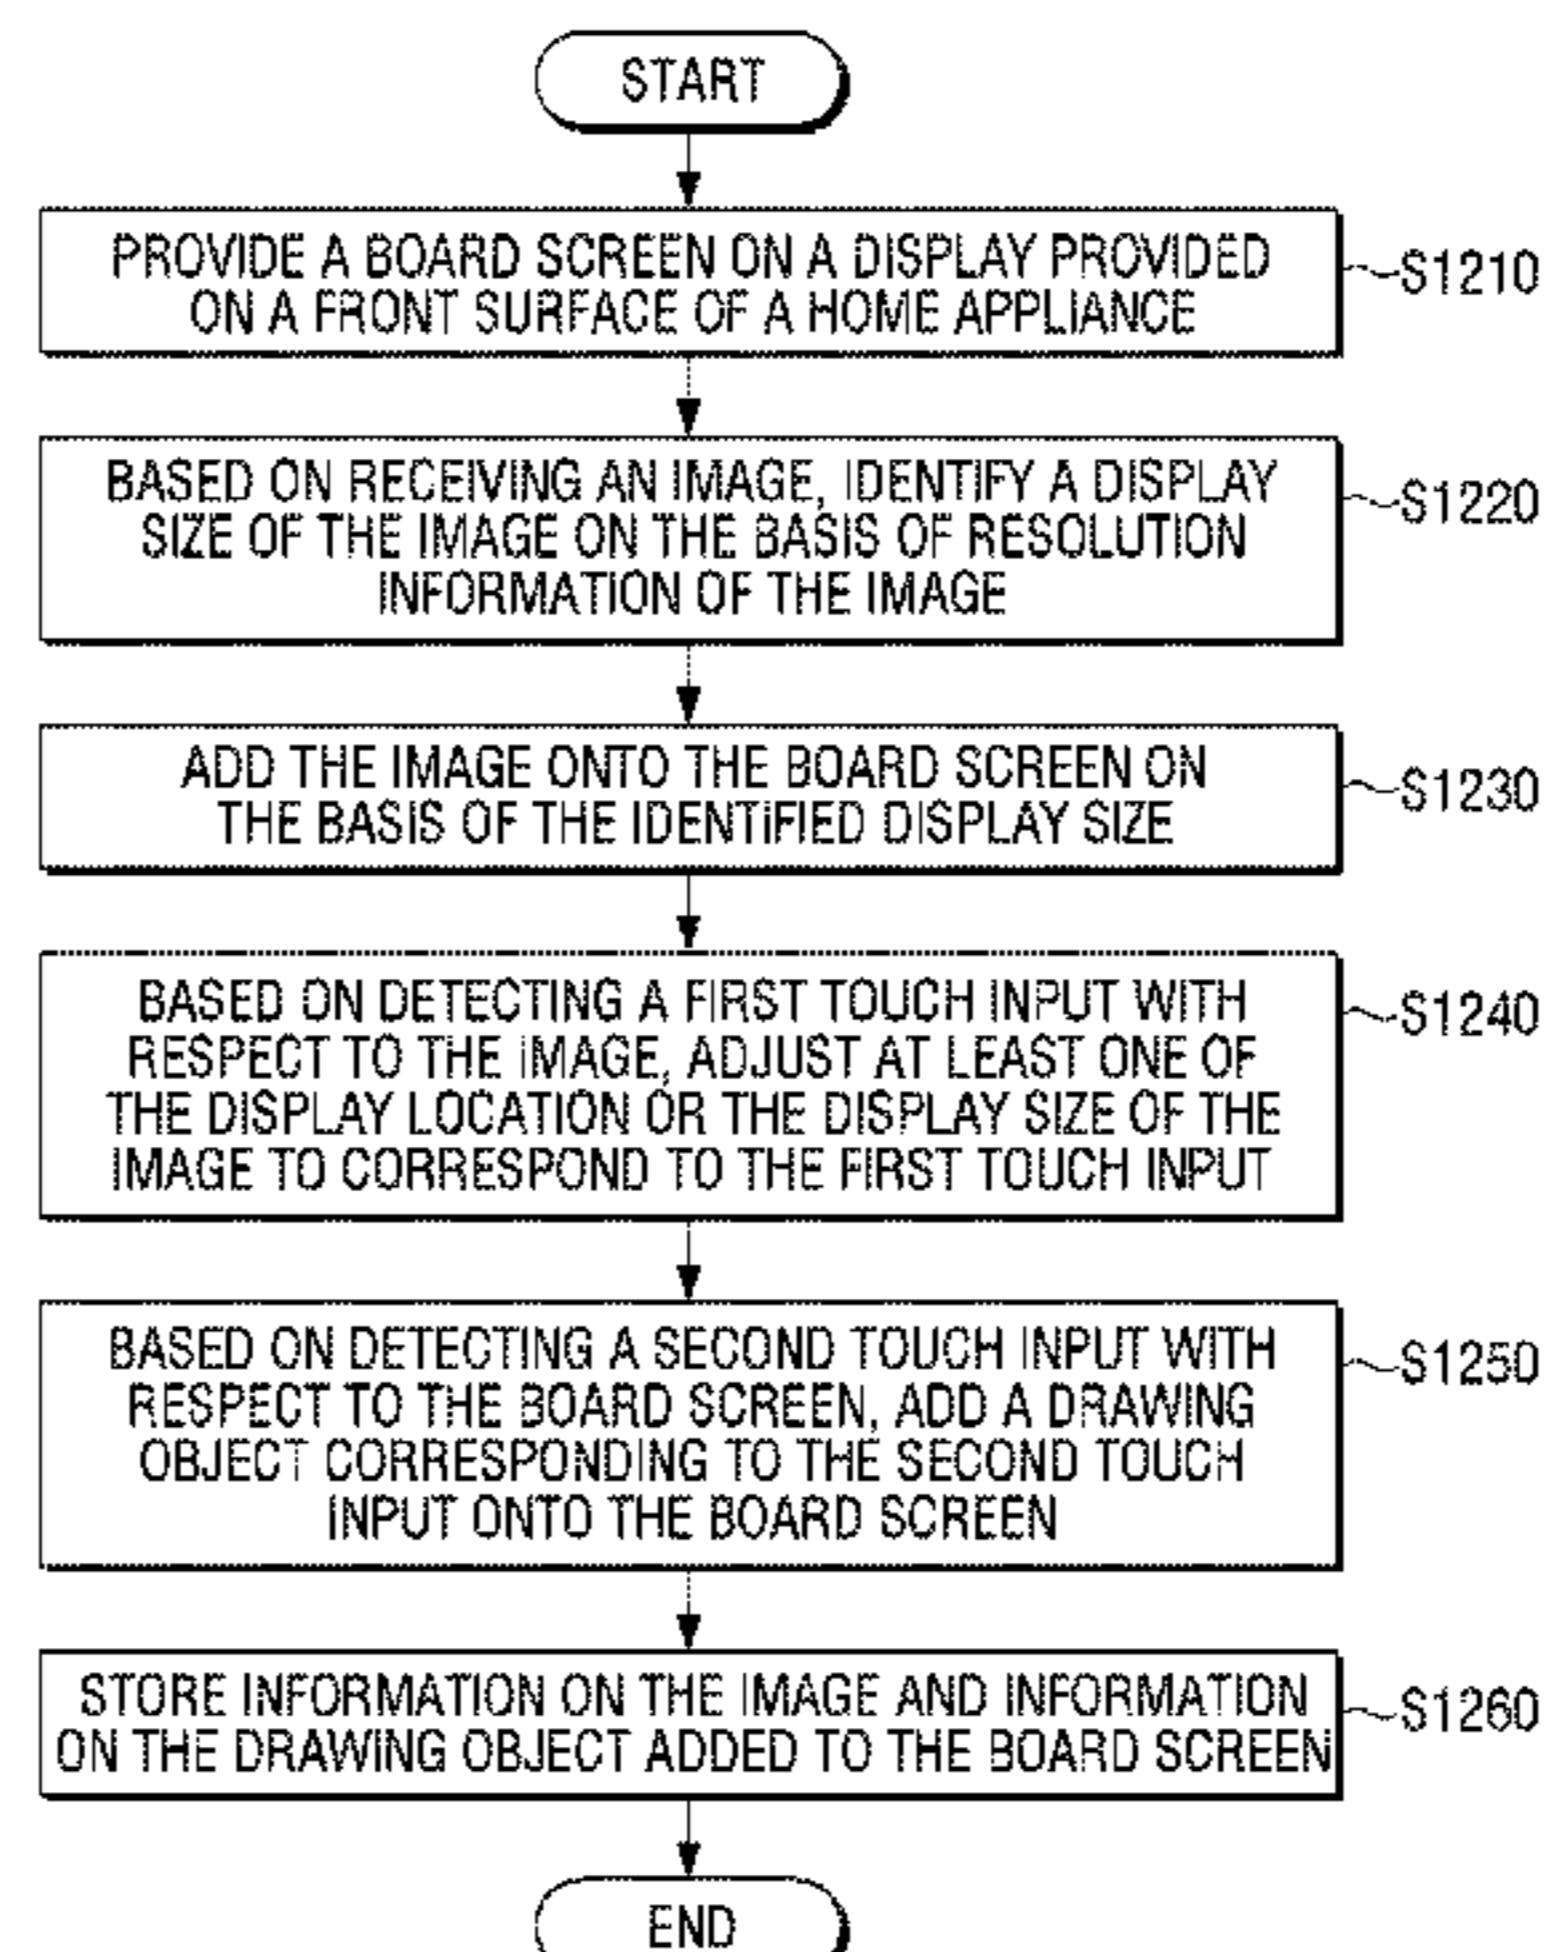 START
PROVIDE A BOARD SCREEN ON A DISPLAY PROVIDED
ON A FRONT SURFACE OF A HOME APPLIANCE
S1210
BASED ON RECEIVING AN IMAGE, IDENTIFY A DISPLAY
SIZE OF THE IMAGE ON THE BASIS OF RESOLUTION
INFORMATION OF THE IMAGE
S1220
ADD THE IMAGE ONTO THE BOARD SCREEN ON
THE BASIS OF THE IDENTIFIED DISPLAY SIZE
S1230
BASED ON DETECTING A FIRST TOUCH INPUT WITH
RESPECT TO THE IMAGE, ADJUST AT LEAST ONE OF
THE DISPLAY LOCATION OR THE DISPLAY SIZE OF THE
IMAGE TO CORRESPOND TO THE FIRST TOUCH INPUT
S1240
BASED ON DETECTING A SECOND TOUCH INPUT WITH
RESPECT TO THE BOARD SCREEN, ADD A DRAWING
OBJECT CORRESPONDING TO THE SECOND TOUCH
INPUT ONTO THE BOARD SCREEN
S1250
STORE INFORMATION ON THE IMAGE AND INFORMATION
ON THE DRAWING OBJECT ADDED TO THE BOARD SCREEN
S1260
END